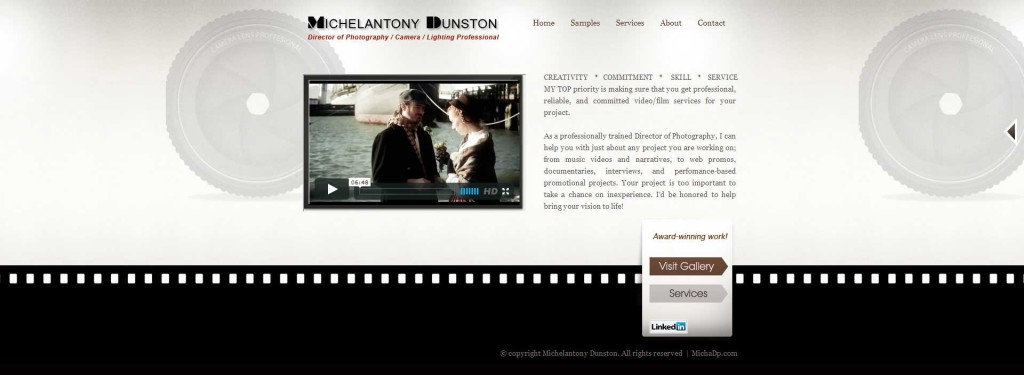 MICHELANTONY DUNSTON
Director of Photography / Camera / Lighting Professional
Home Samples Services About Contact
CREATIVITY * COMMITMENT * SKILL * SERVICE
MY TOP priority is making sure that you get professional,
reliable, and committed video/film services for your
project.
As a professionally trained Director of Photography, I can
help you with just about any project you are working on;
from music videos and narratives, to web promos,
documentaries, interviews, and perfomance-based
promotional projects. Your project is too important to
take a chance on inexperience. I'd be honored to help
bring your vision to life!
06:48
HD
Award-winning work!
Visit Gallery
Services
Linked in
© copyright Michelantony Dunston. All rights reserved | MichaDp.com